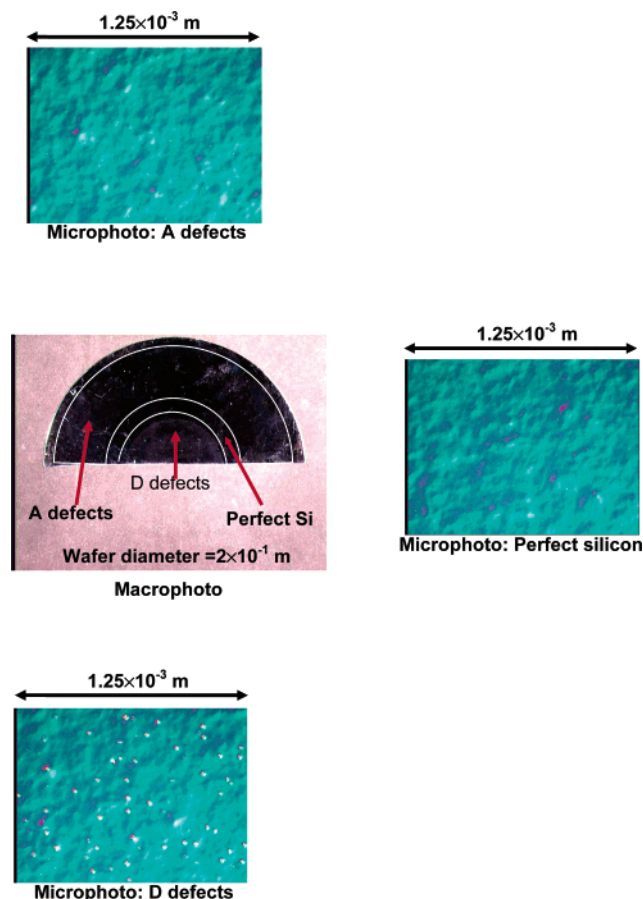 1.25×10⁻³ m
Microphoto: A defects
1.25×10⁻³ m
D defects
A defects
Perfect Si
Wafer diameter =2×10⁻¹ m
Microphoto: Perfect silicon
Macrophoto
1.25×10⁻³ m
Microphoto: D defects